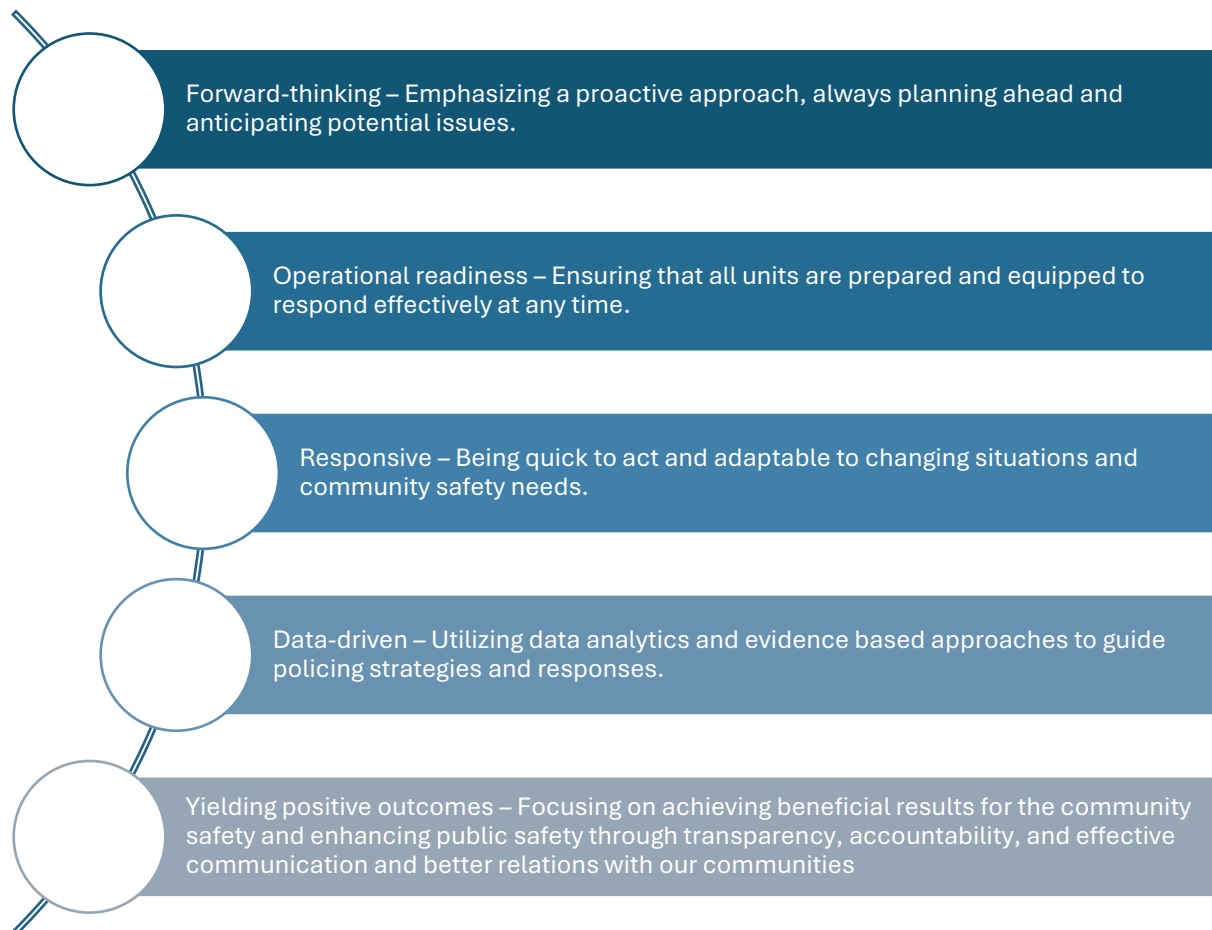 Forward-thinking – Emphasizing a proactive approach, always planning ahead and
anticipating potential issues.
Operational readiness – Ensuring that all units are prepared and equipped to
respond effectively at any time.
Responsive – Being quick to act and adaptable to changing situations and
community safety needs.
Data-driven – Utilizing data analytics and evidence based approaches to guide
policing strategies and responses.
Yielding positive outcomes – Focusing on achieving beneficial results for the community
safety and enhancing public safety through transparency, accountability, and effective
communication and better relations with our communities